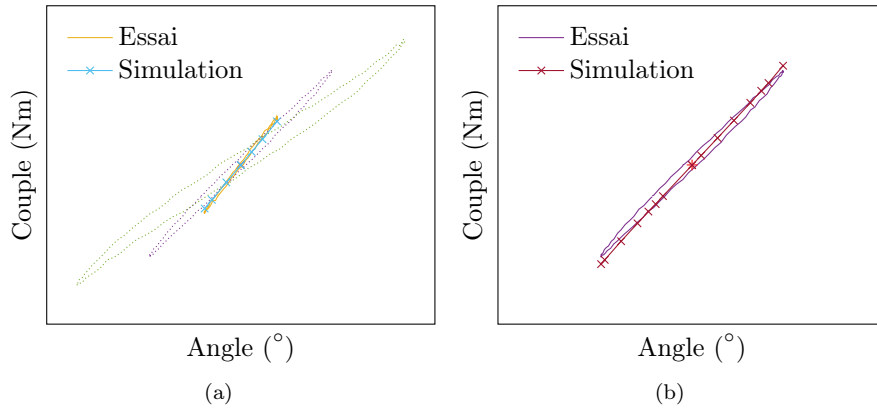 Essai
Simulation
Couple (Nm)
Angle (°)
(a)
Essai
Simulation
Couple (Nm)
Angle (°)
(b)